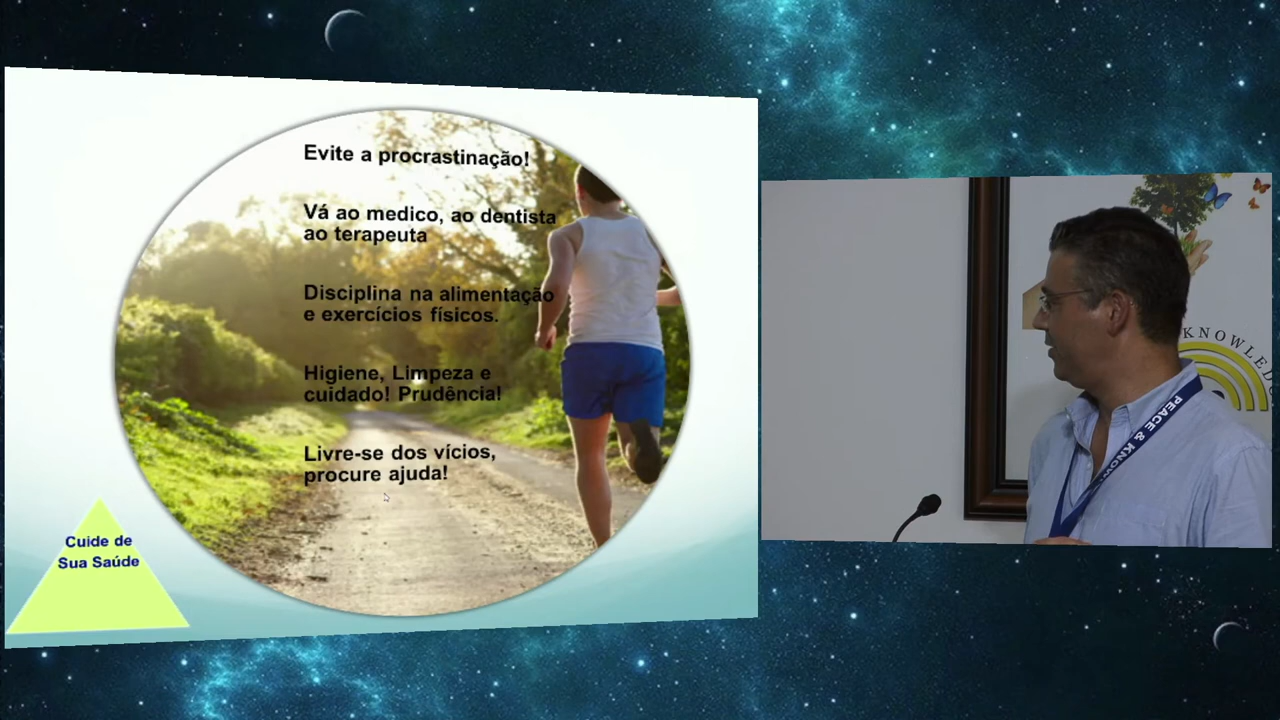 Evite a procrastinação!
Vá ao medico, ao dentista
ao terapeuta
Disciplina na alimentação
e exercícios físicos.
Higiene, Limpeza e
cuidado! Prudência!
Livre-se dos vícios,
procure ajuda!
Cuide de
Sua Saúde
PEACE & KNOW
KNOWLED